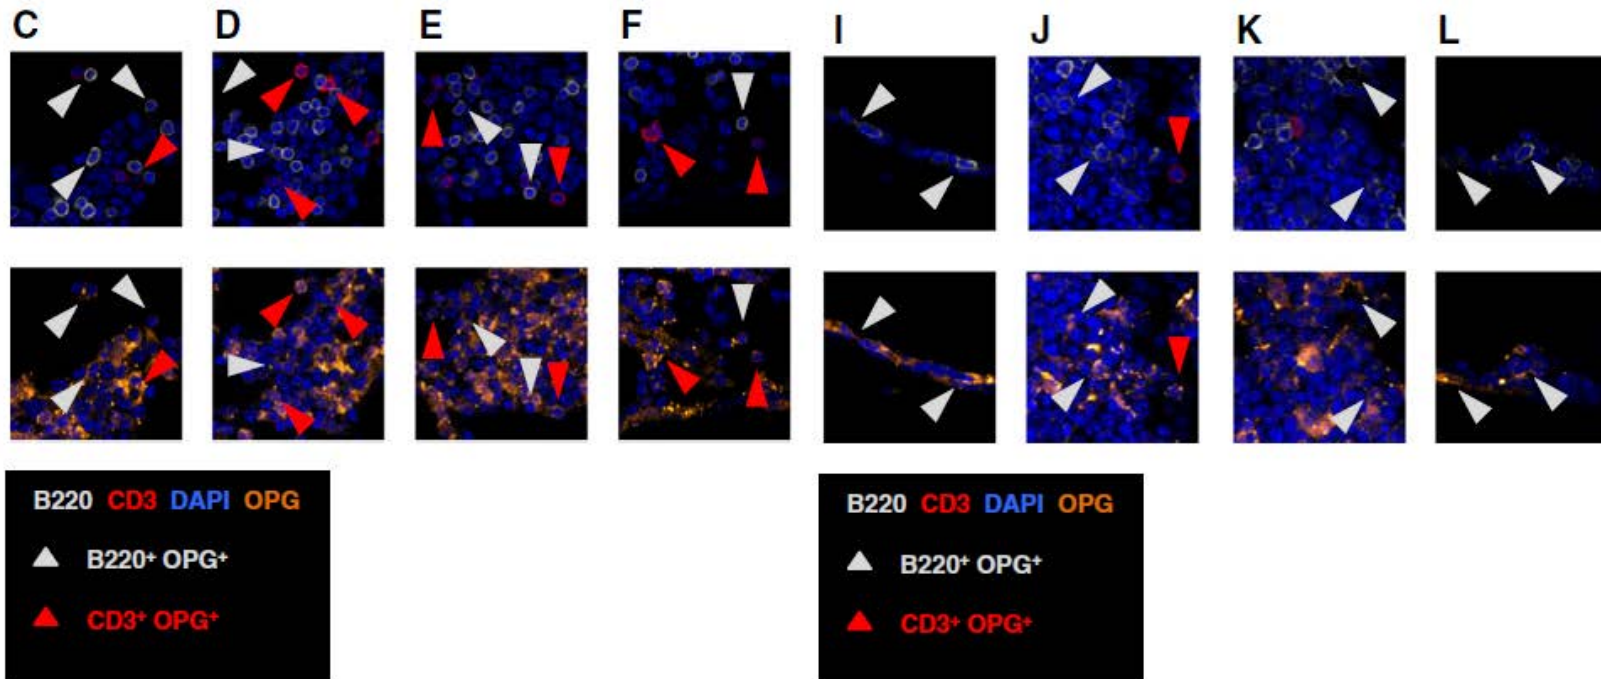 C D E F I J K L
B220 CD3 DAPI OPG
B220⁺ OPG⁺
CD3⁺ OPG⁺
B220 CD3 DAPI OPG
B220⁺ OPG⁺
CD3⁺ OPG⁺